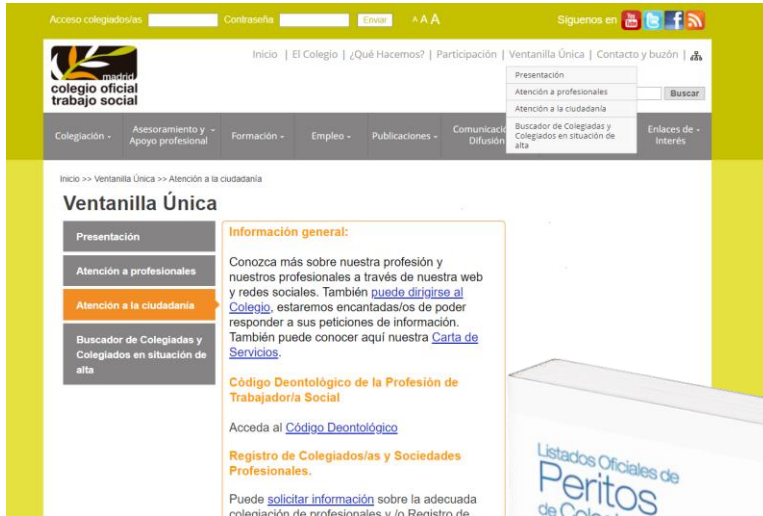 Acceso colegiados/as Contraseña Enviar A A A Siguenos en
Inicio | El Colegio | ¿Qué Hacemos? | Participación | Ventanilla Única | Contacto y buzón |
madrid
colegio oficial
trabajo social
Presentación
Atención a profesionales
Atención a la ciudadanía
Buscador de Colegiadas y
Colegiados en situación de
alta
Buscar
Colegiación
Asesoramiento y
Apoyo profesional
Formación
Empleo
Publicaciones
Difusión
Enlaces de
Interés
Inicio >> Ventanilla Única >> Atención a la ciudadanía
Ventanilla Única
Presentación
Atención a profesionales
Atención a la ciudadanía
Buscador de Colegiadas y
Colegiados en situación de
alta
Información general:
Conozca más sobre nuestra profesión y
nuestros profesionales a través de nuestra web
y redes sociales. También puede dirigirse al
Colegio, estaremos encantadas/os de poder
responder a sus peticiones de información.
También puede conocer aquí nuestra Carta de
Servicios.
Código Deontológico de la Profesión de
Trabajador/a Social
Acceda al Código Deontológico
Registro de Colegiados/as y Sociedades
Profesionales.
Puede solicitar información sobre la adecuada
colegiación de profesionales y /o Registro de
Listados Oficiales de
Peritos